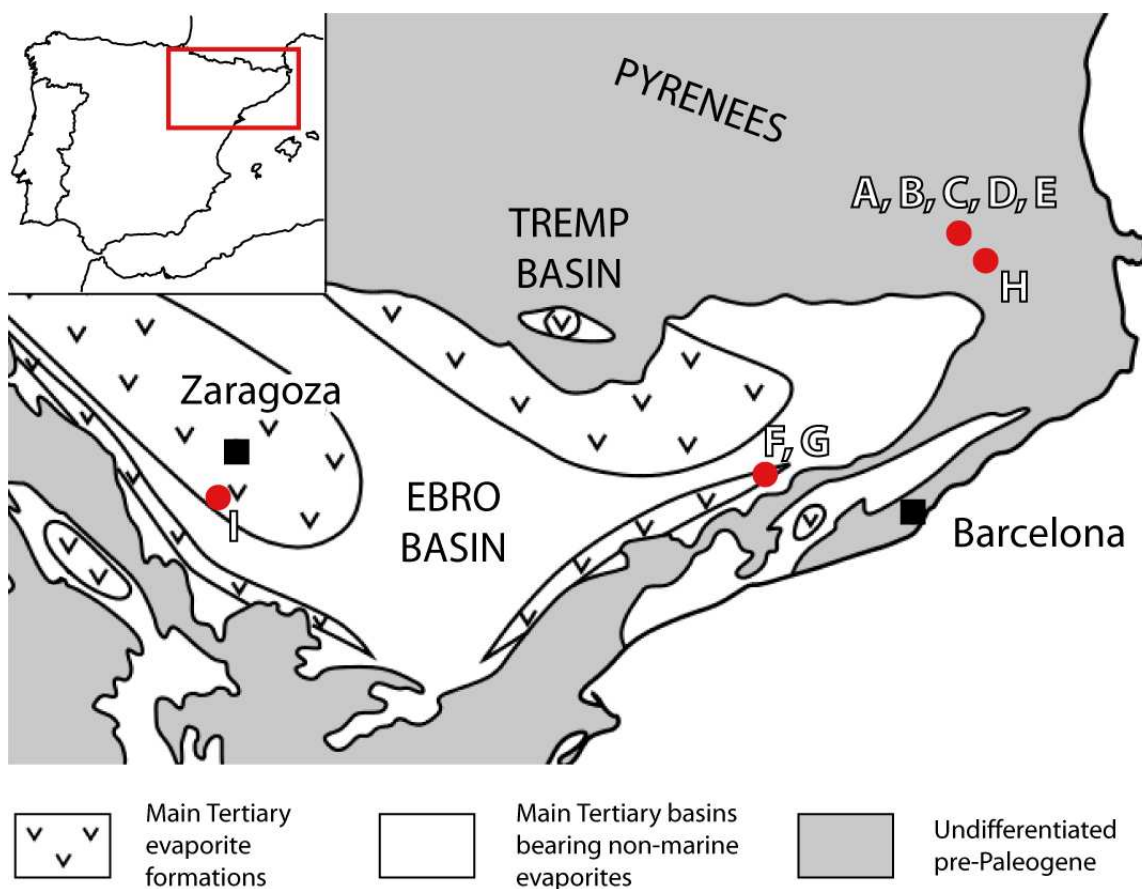 PYRENEES
A, B, C, D, E
H
TREMP
BASIN
Zaragoza
I
EBRO
BASIN
F, G
Barcelona
Main Tertiary
evaporite
formations
Main Tertiary basins
bearing non-marine
evaporites
Undifferentiated
pre-Paleogene